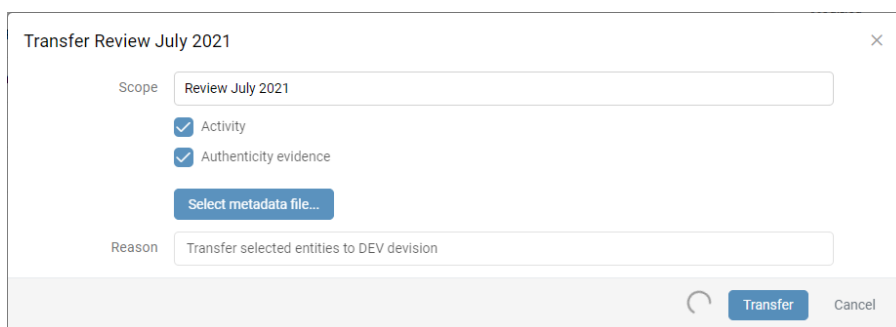 Transfer Review July 2021
Scope
Review July 2021
Activity
Authenticity evidence
Select metadata file...
Reason
Transfer selected entities to DEV devision
Transfer
Cancel